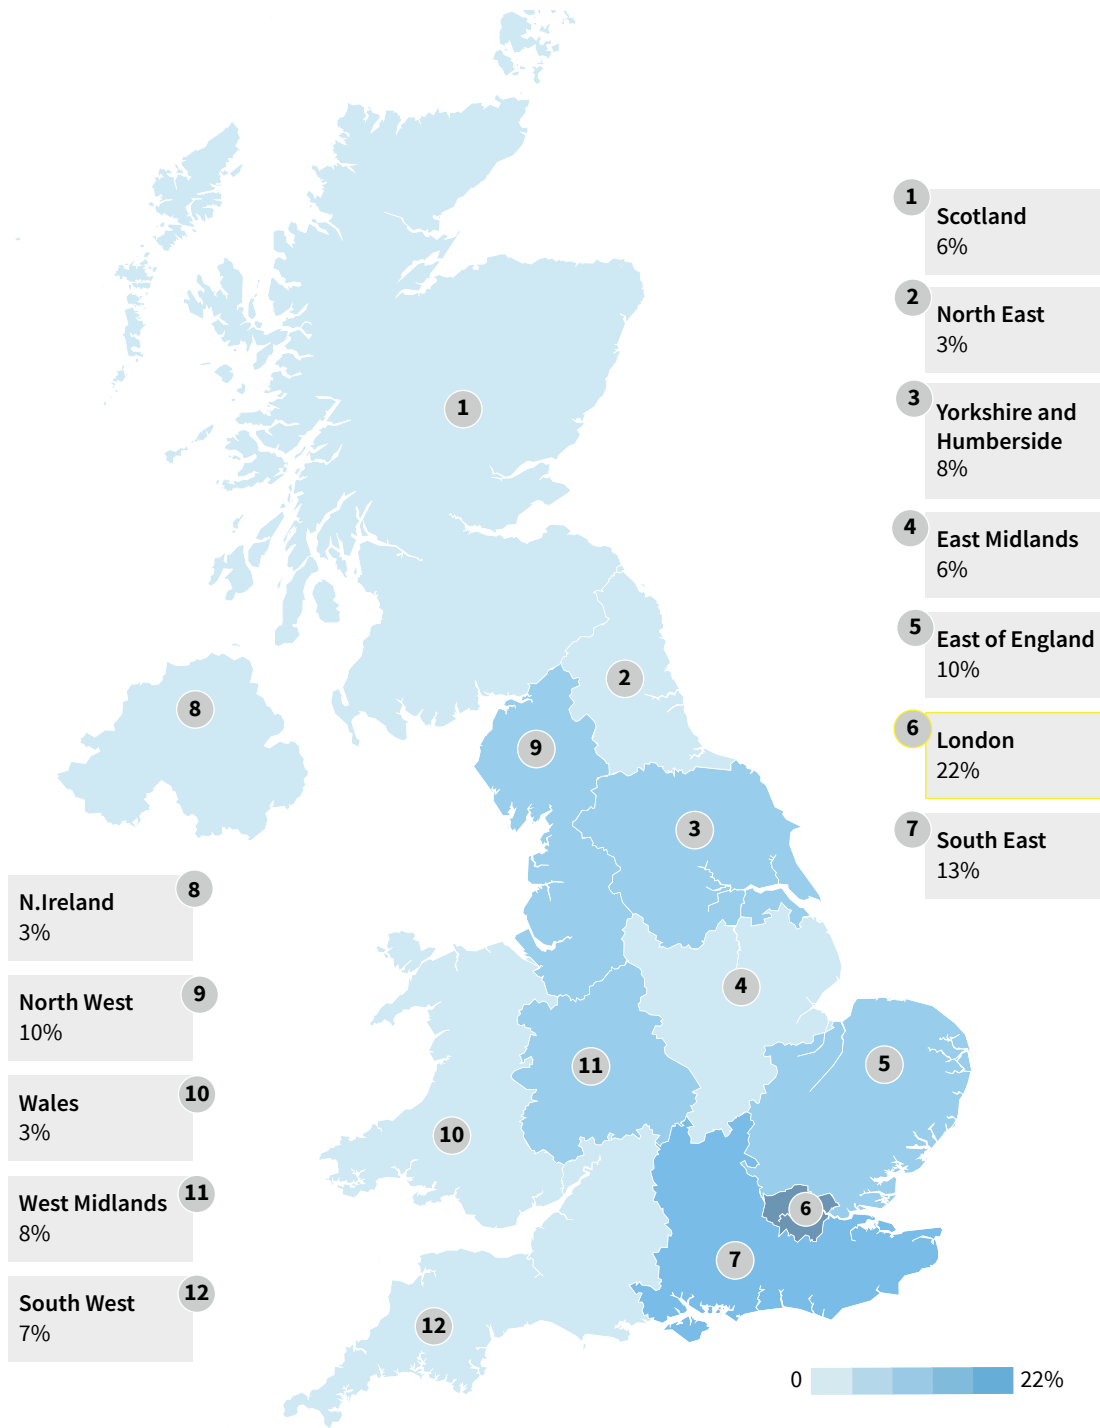 1
Scotland
6%
2
North East
3%
3
Yorkshire and
Humberside
8%
4
East Midlands
6%
5
East of England
10%
6
London
22%
7
South East
13%
8
N.Ireland
3%
9
North West
10%
10
Wales
3%
11
West Midlands
8%
12
South West
7%
1
2
8
9
3
4
5
11
10
6
7
12
0
22%